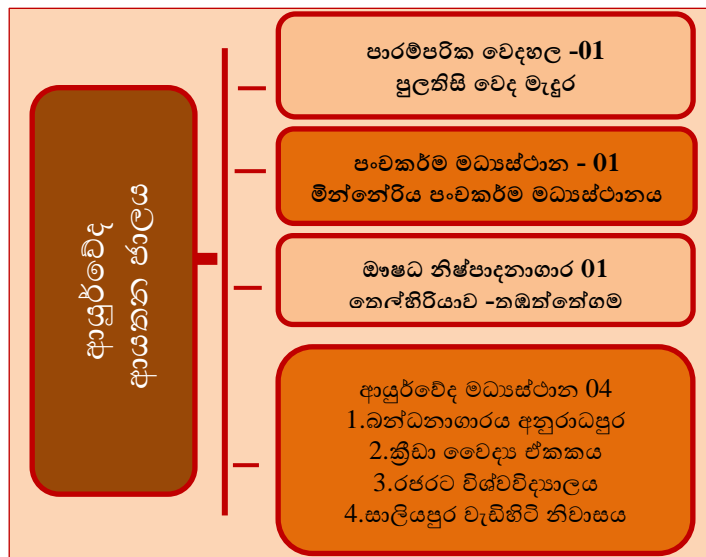 ආයුර්වේද
ආයතන ජාලය
පාරම්පරික වෙදහල -01
පුලතිසි වෙද මැදුර
පංචකර්ම මධ්‍යස්ථාන - 01
මින්නේරිය පංචකර්ම මධ්‍යස්ථානය
ඖෂධ නිෂ්පාදනාගාර 01
තෙල්හිරියාව -තඹුත්තේගම
ආයුර්වේද මධ්‍යස්ථාන 04
1.බන්ධනාගාරය අනුරාධපුර
2.ක්‍රීඩා වෛද්‍ය ඒකකය
3.රජරට විශ්වවිද්‍යාලය
4.සාලියපුර වැඩිහිටි නිවාසය